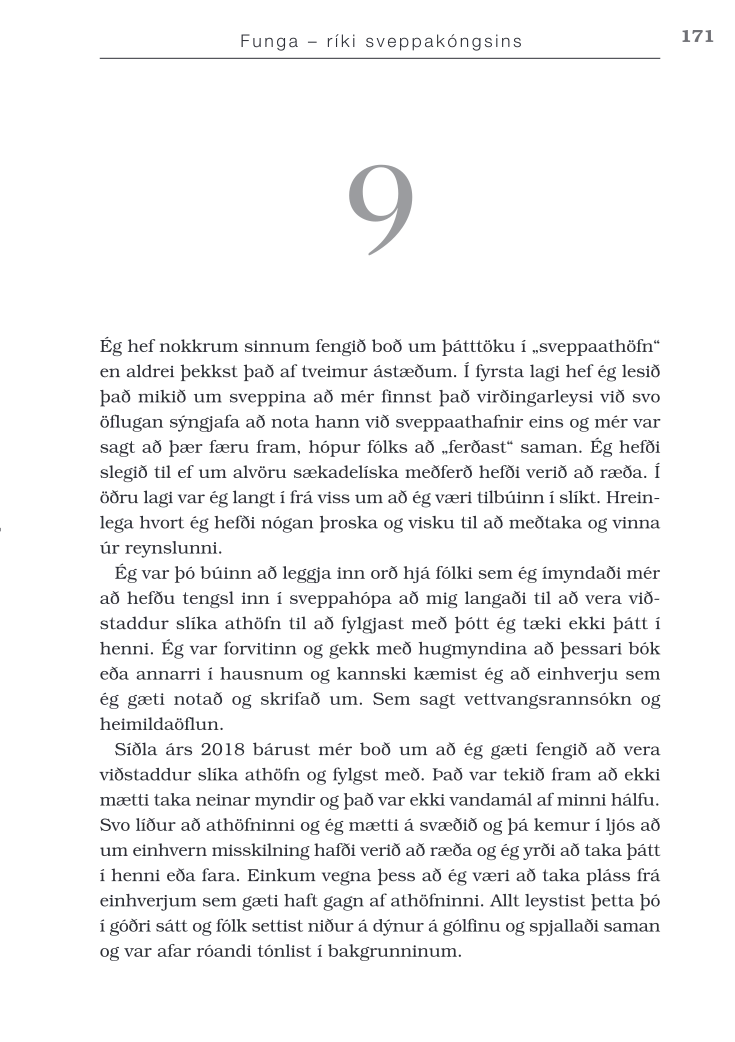 Funga – ríki sveppakóngsins
171
9
Ég hef nokkrum sinnum fengið boð um þátttöku í „sveppaathöfn“
en aldrei þekkst það af tveimur ástæðum. Í fyrsta lagi hef ég lesið
það mikið um sveppina að mér finnst það virðingarleysi við svo
öflugan sýngjafa að nota hann við sveppaathafnir eins og mér var
sagt að þær færu fram, hópur fólks að „ferðast“ saman. Ég hefði
slegið til ef um alvöru sækadelíska meðferð hefði verið að ræða. Í
öðru lagi var ég langt í frá viss um að ég væri tilbúinn í slíkt. Hrein-
lega hvort ég hefði nógan þroska og visku til að meðtaka og vinna
úr reynslunni.
Ég var þó búinn að leggja inn orð hjá fólki sem ég ímyndaði mér
að hefðu tengsl inn í sveppahópa að mig langaði til að vera við-
staddur slíka athöfn til að fylgjast með þótt ég tæki ekki þátt í
henni. Ég var forvitinn og gekk með hugmyndina að þessari bók
eða annarri í hausnum og kannski kæmist ég að einhverju sem
ég gæti notað og skrifað um. Sem sagt vettvangsrannsókn og
heimildaöflun.
Síðla árs 2018 bárust mér boð um að ég gæti fengið að vera
viðstaddur slíka athöfn og fylgst með. Það var tekið fram að ekki
mætti taka neinar myndir og það var ekki vandamál af minni hálfu.
Svo líður að athöfninni og ég mætti á svæðið og þá kemur í ljós að
um einhvern misskilning hafði verið að ræða og ég yrði að taka þátt
í henni eða fara. Einkum vegna þess að ég væri að taka pláss frá
einhverjum sem gæti haft gagn af athöfninni. Allt leystist þetta þó
í góðri sátt og fólk settist niður á dýnur á gólfinu og spjallaði saman
og var afar róandi tónlist í bakgrunninum.